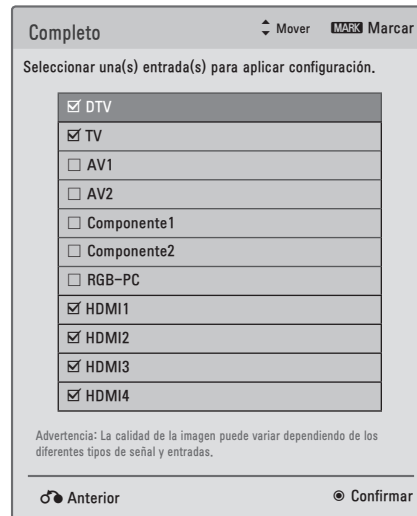 Completo Mover MARK Marcar
Seleccionar una(s) entrada(s) para aplicar configuración.
DTV
TV
AV1
AV2
Componente1
Componente2
RGB-PC
HDMI1
HDMI2
HDMI3
HDMI4
Advertencia: La calidad de la imagen puede variar dependiendo de los
diferentes tipos de señal y entradas.
Anterior Confirmar